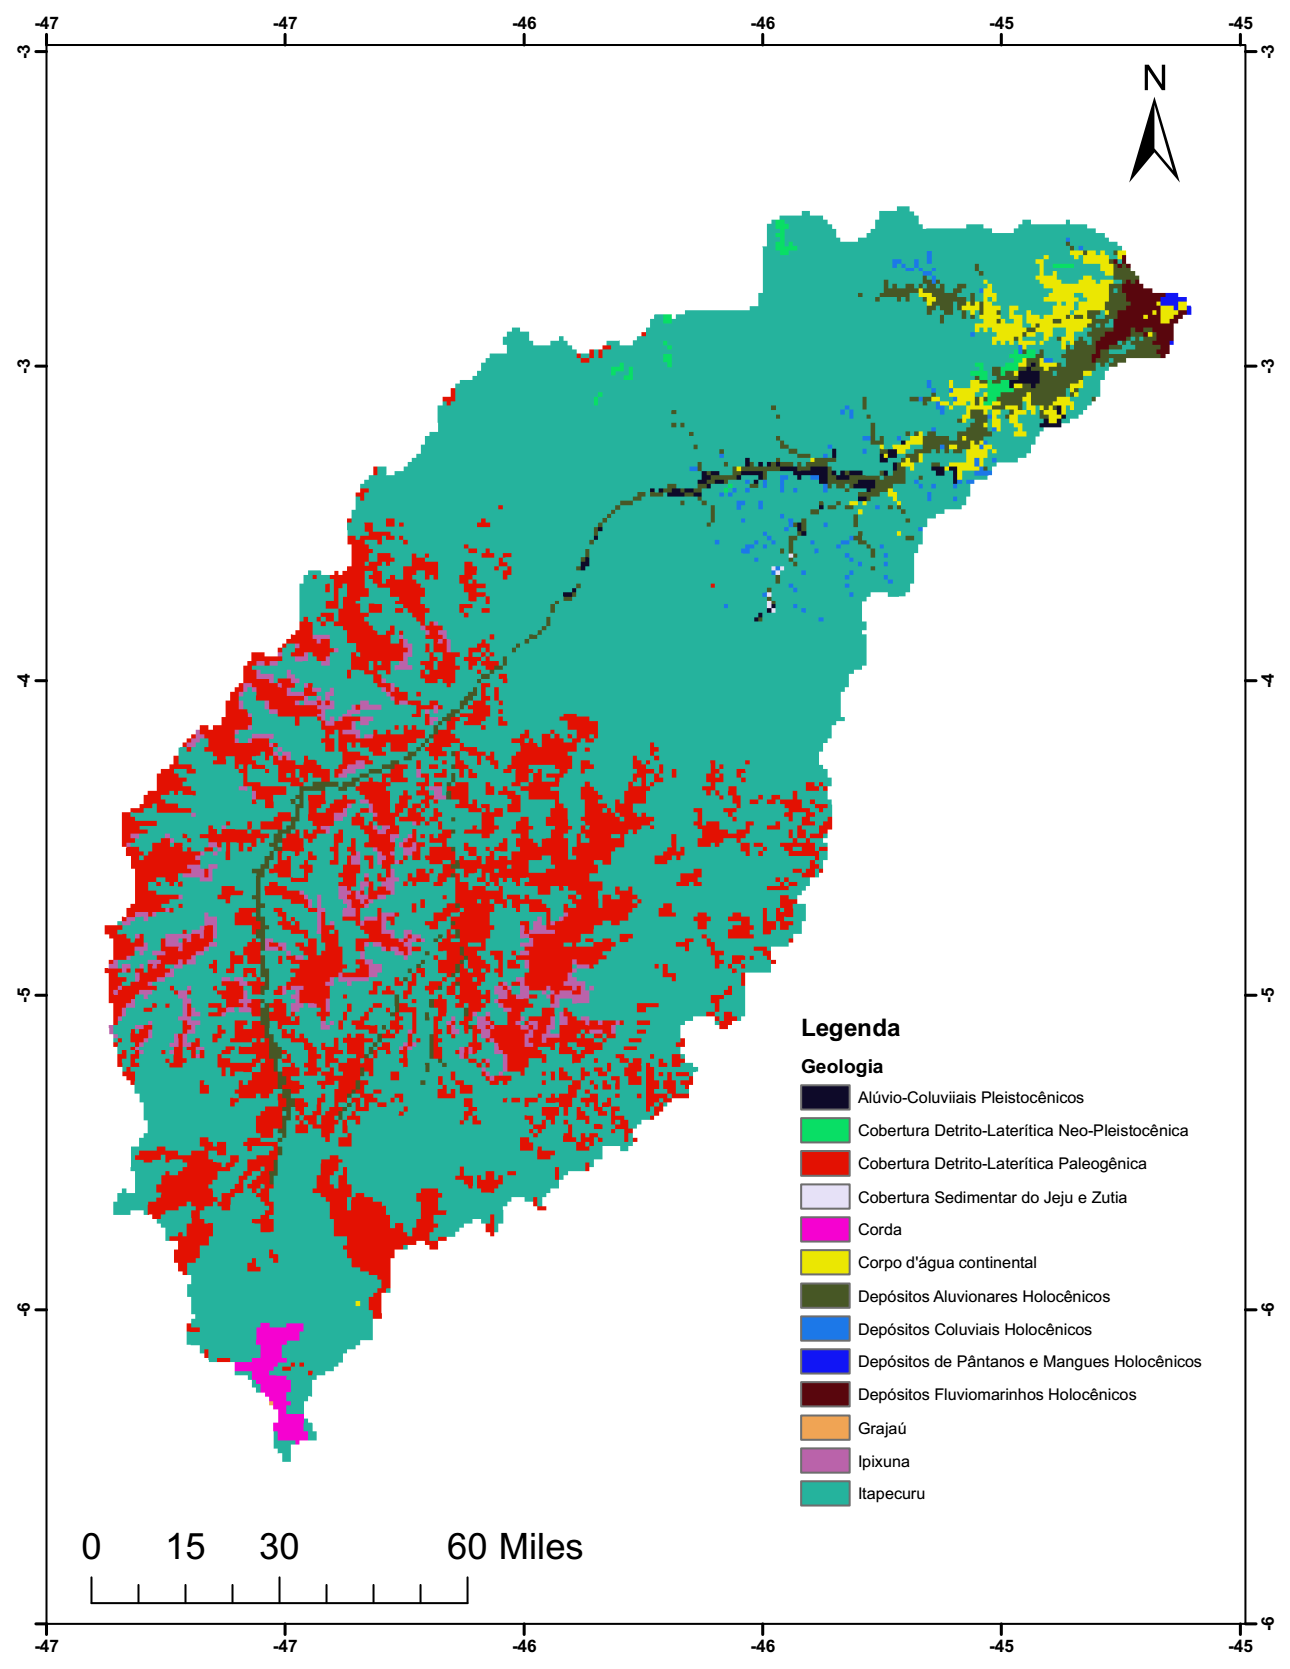 -47 -47 -46 -46 -45 -45
-3 -3
N
-3 -3
-4 -4
-5 -5
Legenda
Geologia
Alúvio-Coluviiais Pleistocênicos
Cobertura Detrito-Laterítica Neo-Pleistocênica
Cobertura Detrito-Laterítica Paleogênica
Cobertura Sedimentar do Jeju e Zutia
Corda
Corpo d'água continental
Depósitos Aluvionares Holocênicos
-6 -6
Depósitos Coluviais Holocênicos
Depósitos de Pântanos e Mangues Holocênicos
Depósitos Fluviomarinhos Holocênicos
Grajaú
Ipixuna
Itapecuru
0 15 30 60 Miles
-6
-47 -47 -46 -46 -45 -45